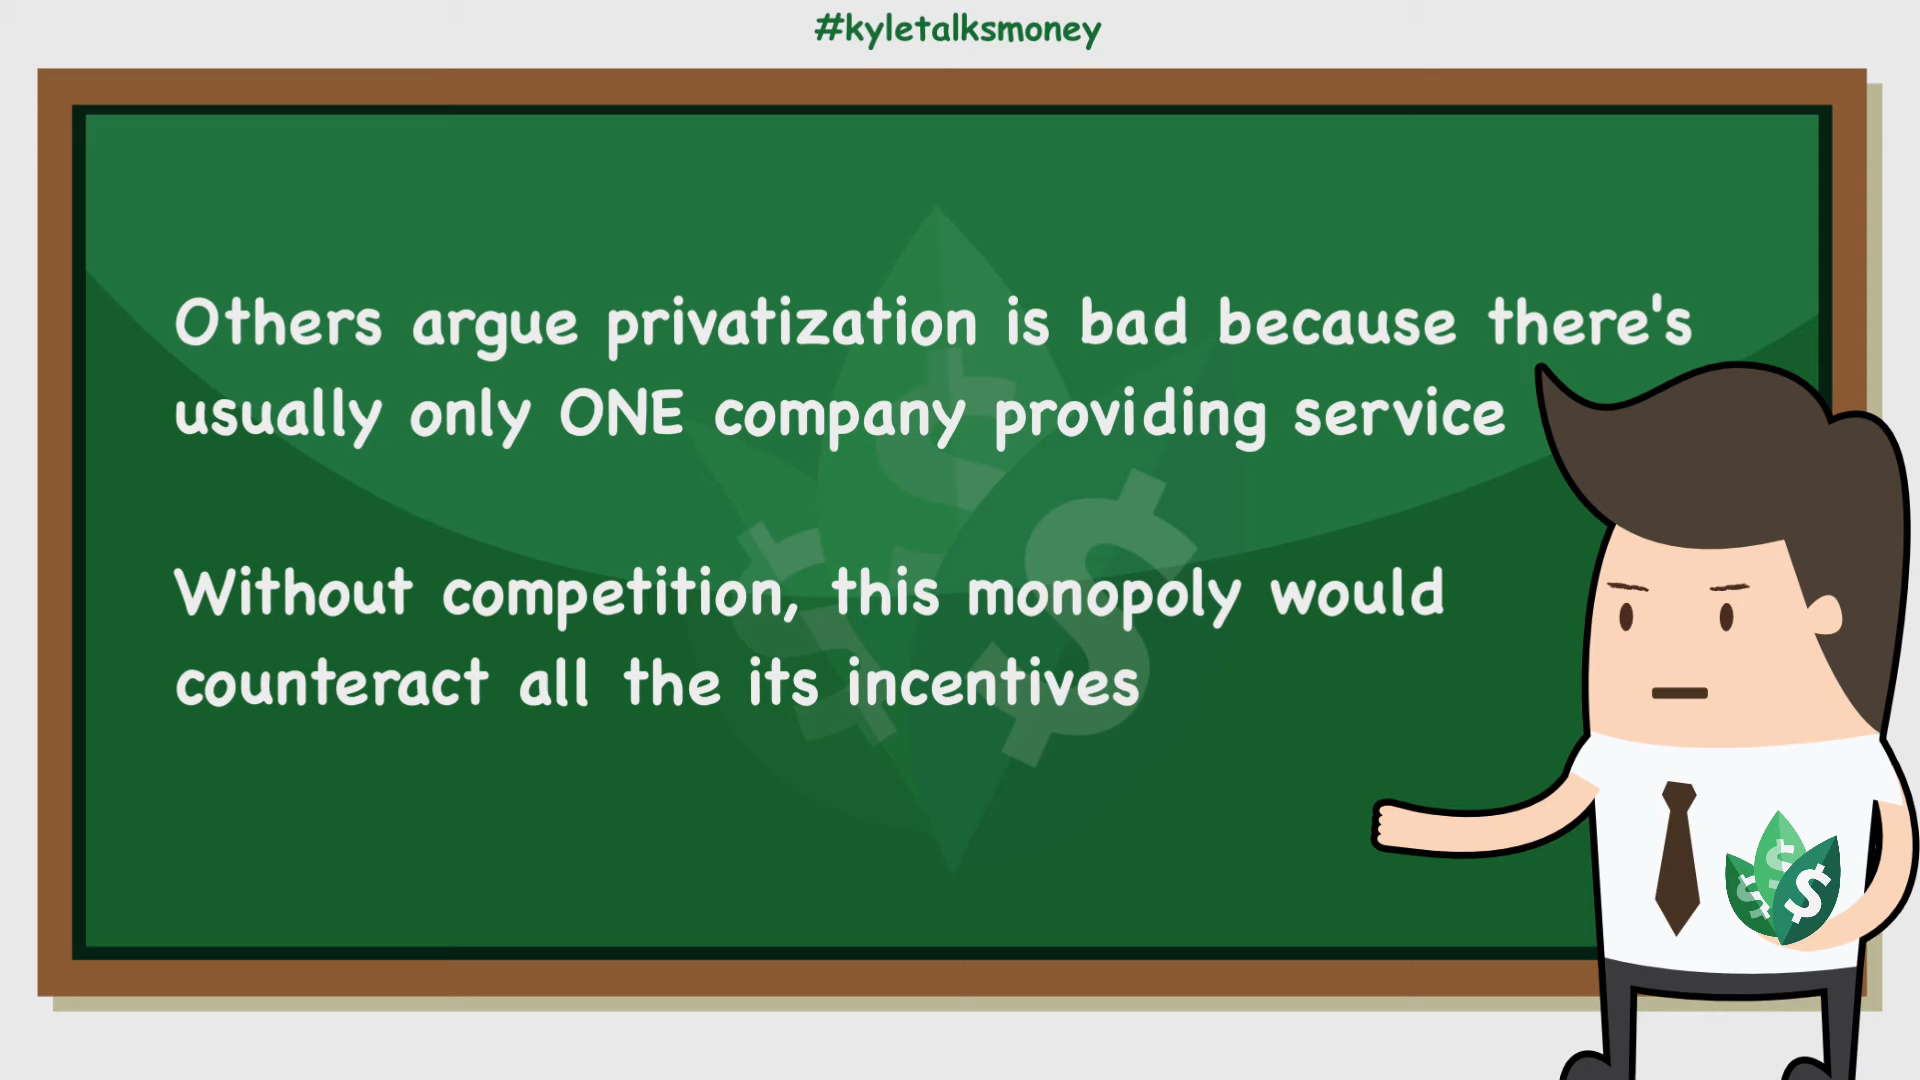 #kyletalksmoney
Others argue privatization is bad because there's
usually only ONE company providing service
Without competition, this monopoly would
counteract all the its incentives